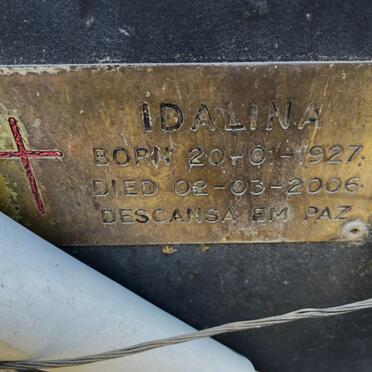 IDALINA
BORN 20-01-1927
DIED 02-03-2006
DESCANSA EM PAZ